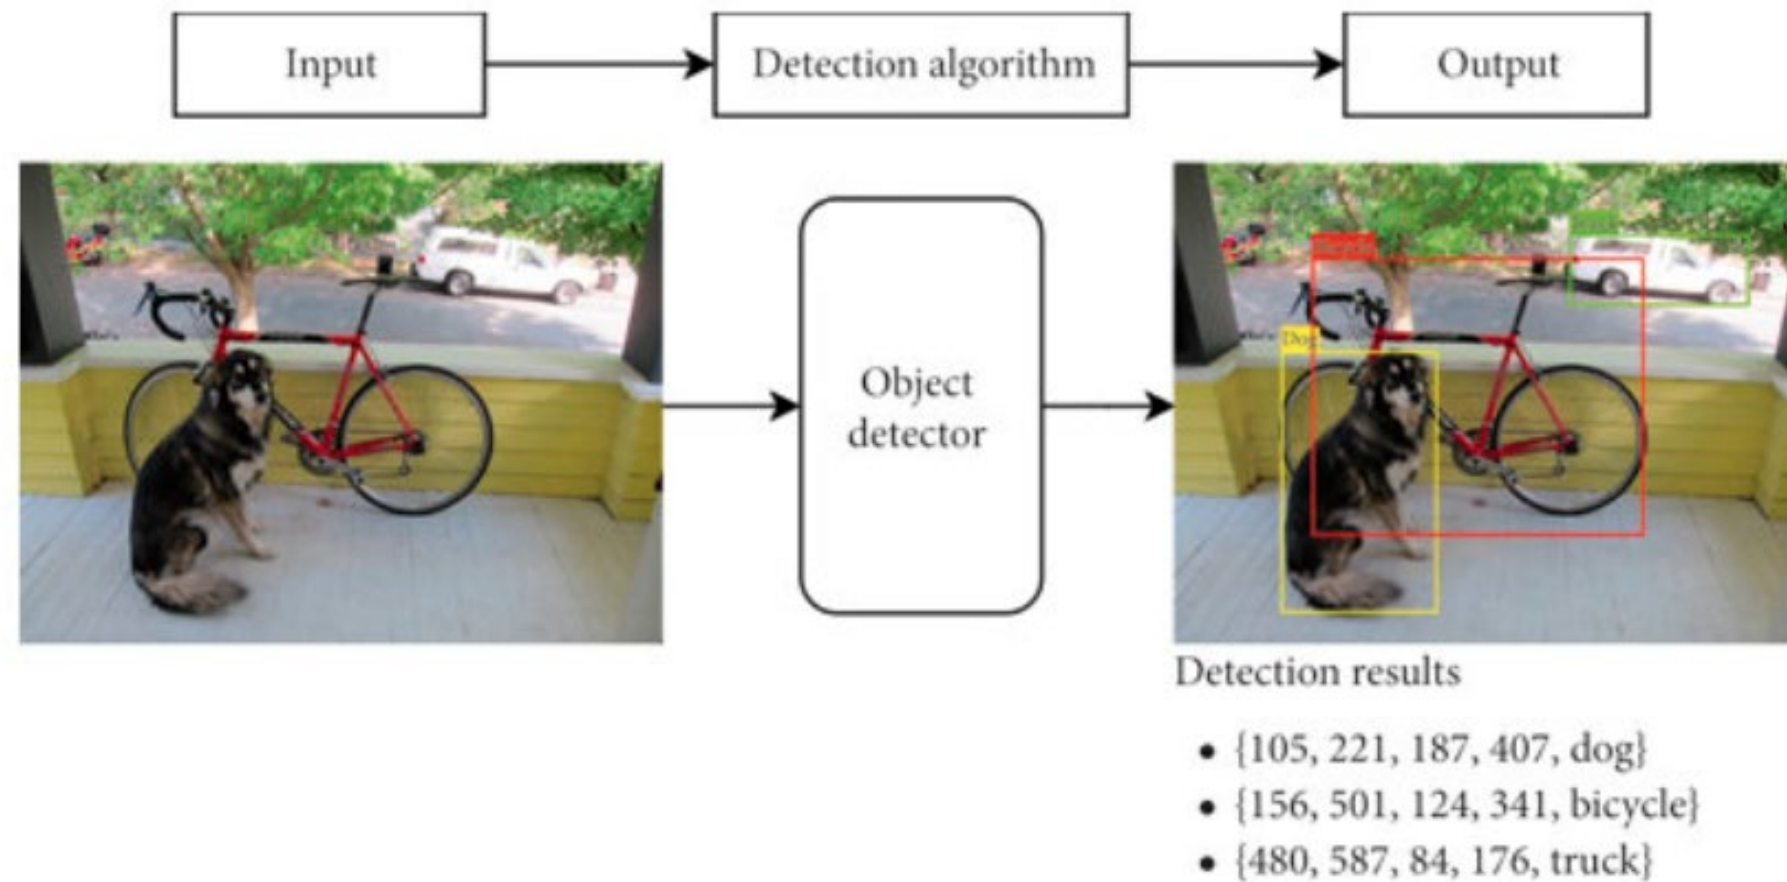 Input
Detection algorithm
Output
Object
detector
Dog
Detection results
• {105, 221, 187, 407, dog}
• {156, 501, 124, 341, bicycle}
• {480, 587, 84, 176, truck}